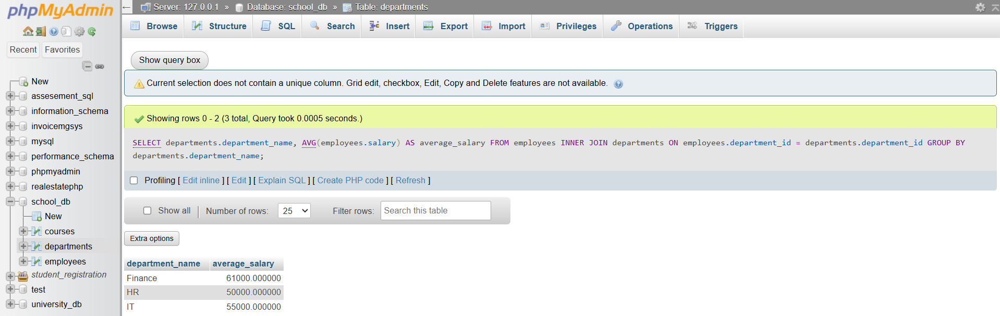 phpMyAdmin
Recent Favorites
New
assesement_sql
information_schema
invoicemgsys
mysql
performance_schema
phpmyadmin
realestatephp
school_db
New
courses
departments
employees
student_registration
test
university_db
Server: 127.0.0.1 » Database: school_db » Table: departments
Browse Structure SQL Search Insert Export Import Privileges Operations Triggers
Show query box
Current selection does not contain a unique column. Grid edit, checkbox, Edit, Copy and Delete features are not available.
Showing rows 0 - 2 (3 total, Query took 0.0005 seconds.)
SELECT departments.department_name, AVG(employees.salary) AS average_salary FROM employees INNER JOIN departments ON employees.department_id = departments.department_id GROUP BY
departments.department_name;
Profiling [ Edit inline ] [ Edit ] [ Explain SQL ] [ Create PHP code ] [ Refresh ]
Show all | Number of rows: 25 Filter rows: Search this table
Extra options
department_name average_salary
Finance 61000.000000
HR 50000.000000
IT 55000.000000